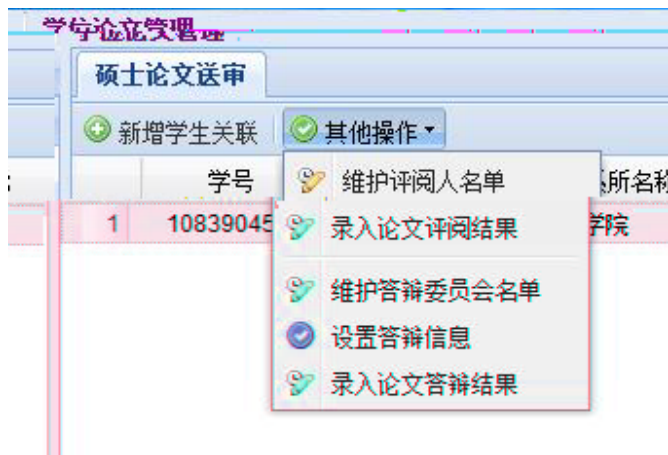 学位论文管理
硕士论文送审
新增学生关联 其他操作
学号 所名称
维护评阅人名单
1 10839045 学院
录入论文评阅结果
维护答辩委员会名单
设置答辩信息
录入论文答辩结果